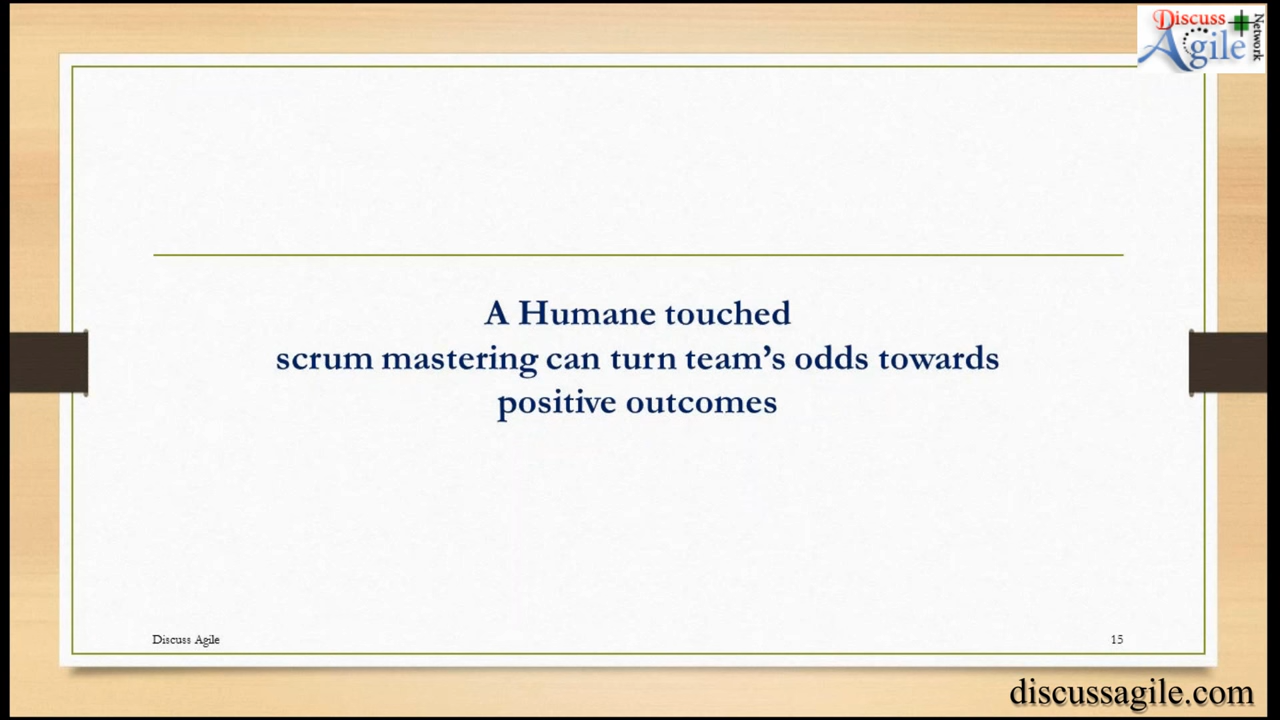 Discuss
Agile
Network
A Humane touched
scrum mastering can turn team’s odds towards
positive outcomes
Discuss Agile
15
discussagile.com